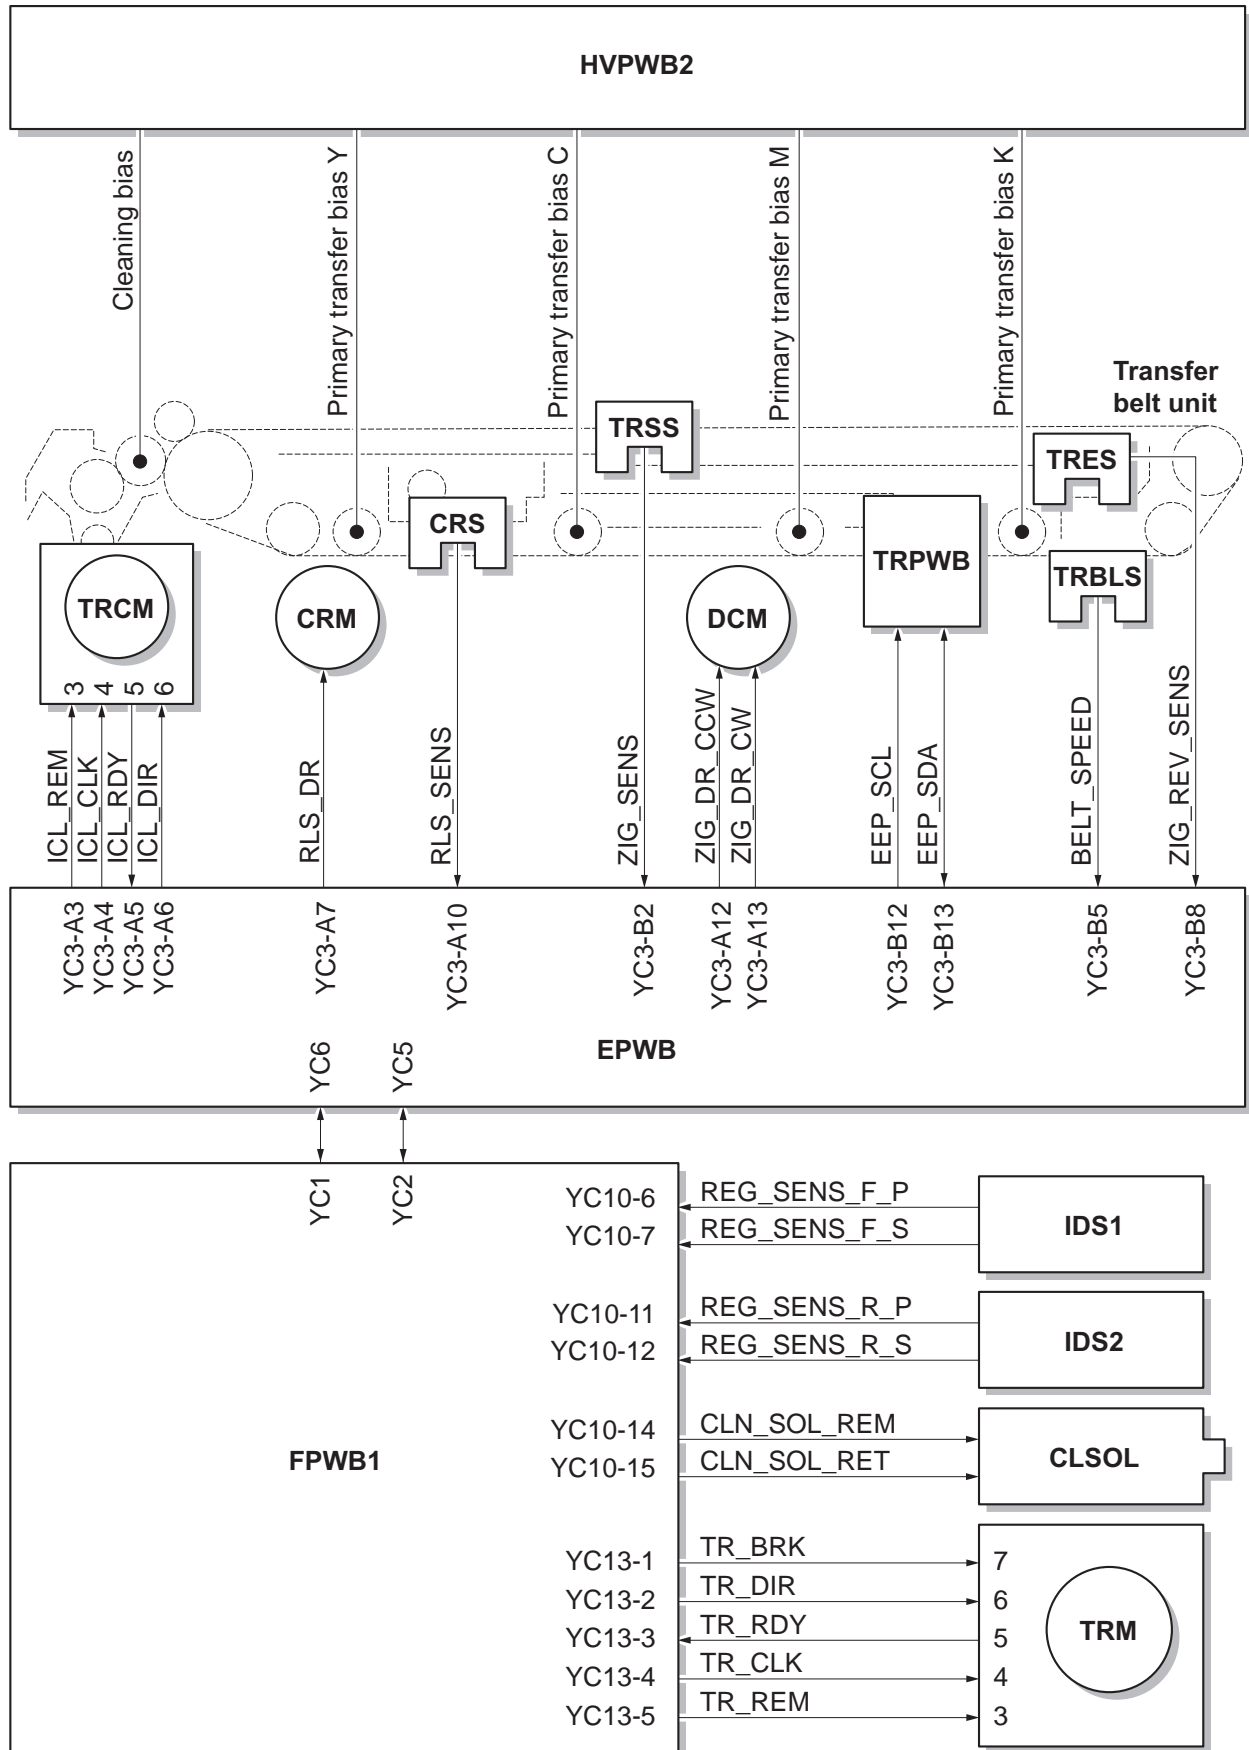 HVPWB2
Cleaning bias
Primary transfer bias Y
Primary transfer bias C
Primary transfer bias M
Primary transfer bias K
Transfer
belt unit
TRSS
TRES
CRS
TRPWB
TRBLS
TRCM
CRM
DCM
3
4
5
6
ICL_REM
ICL_CLK
ICL_RDY
ICL_DIR
RLS_DR
RLS_SENS
ZIG_SENS
ZIG_DR_CCW
ZIG_DR_CW
EEP_SCL
EEP_SDA
BELT_SPEED
ZIG_REV_SENS
YC3-A3
YC3-A4
YC3-A5
YC3-A6
YC3-A7
YC3-A10
YC3-B2
YC3-A12
YC3-A13
YC3-B12
YC3-B13
YC3-B5
YC3-B8
EPWB
YC6
YC5
YC1
YC2
YC10-6 REG_SENS_F_P
YC10-7 REG_SENS_F_S
IDS1
YC10-11 REG_SENS_R_P
YC10-12 REG_SENS_R_S
IDS2
YC10-14 CLN_SOL_REM
YC10-15 CLN_SOL_RET
CLSOL
FPWB1
YC13-1 TR_BRK 7
YC13-2 TR_DIR 6
YC13-3 TR_RDY 5
YC13-4 TR_CLK 4
YC13-5 TR_REM 3
TRM